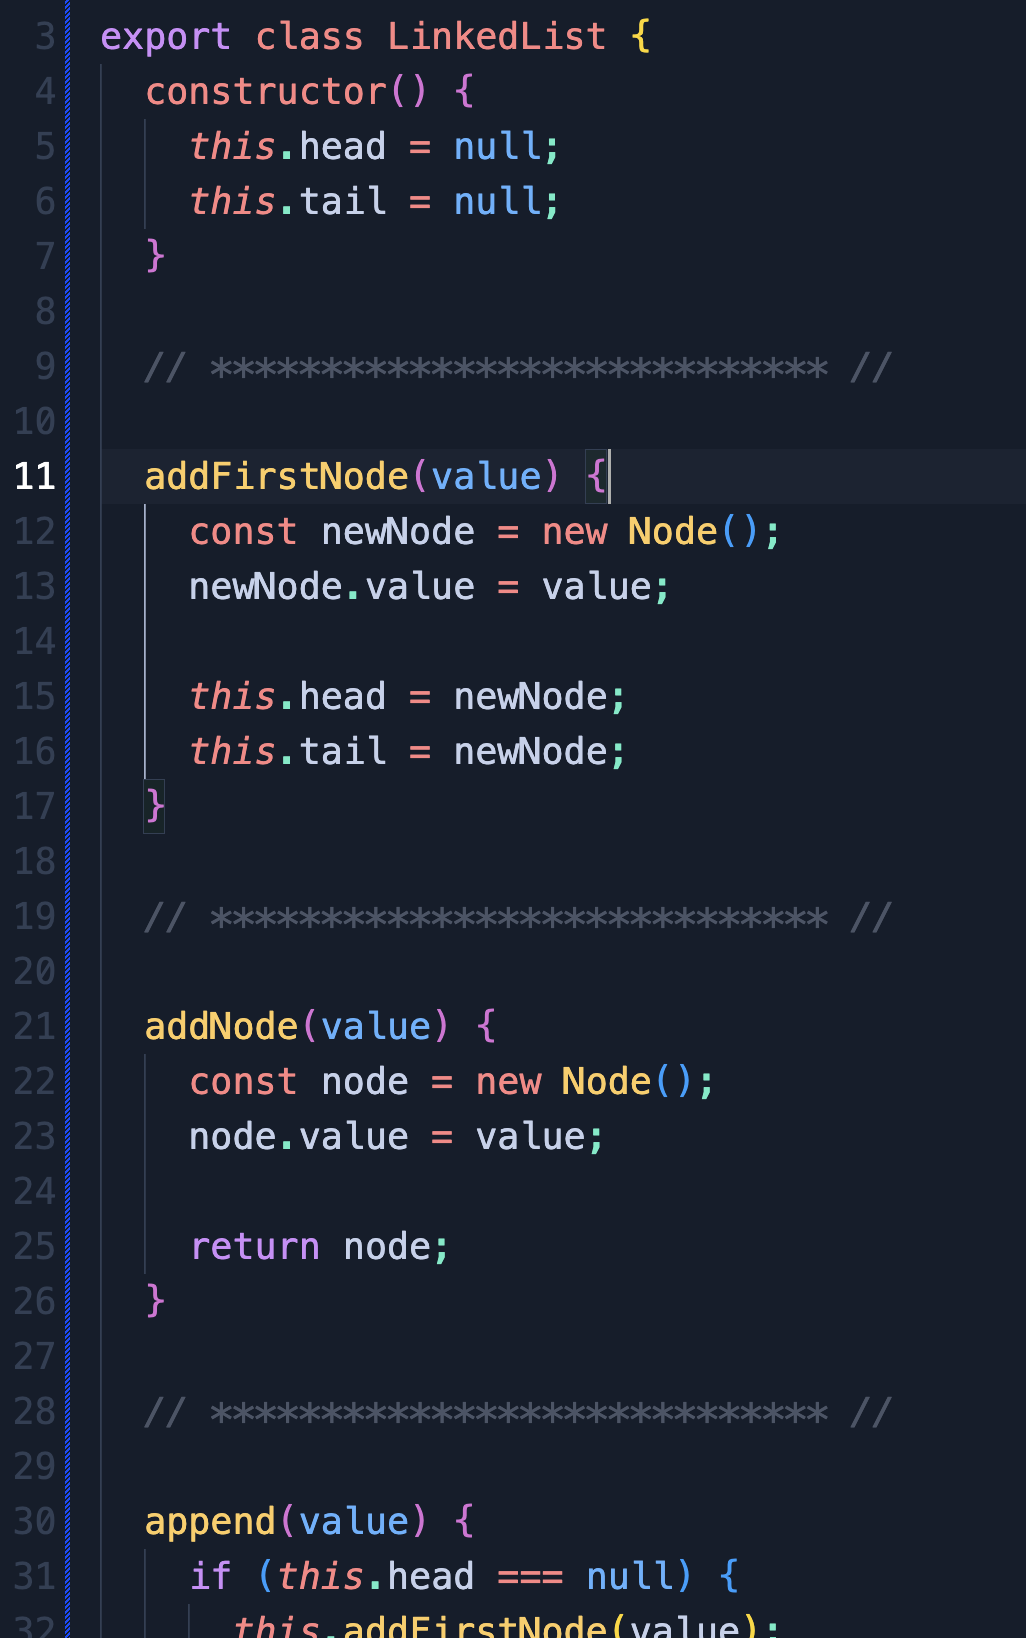 3 export class LinkedList {
4 constructor() {
5 this.head = null;
6 this.tail = null;
7 }
8
9 // **************************** //
10
11 addFirstNode(value) {
12 const newNode = new Node();
13 newNode.value = value;
14
15 this.head = newNode;
16 this.tail = newNode;
17 }
18
19 // **************************** //
20
21 addNode(value) {
22 const node = new Node();
23 node.value = value;
24
25 return node;
26 }
27
28 // **************************** //
29
30 append(value) {
31 if (this.head === null) {
32 this.addFirstNode(value);